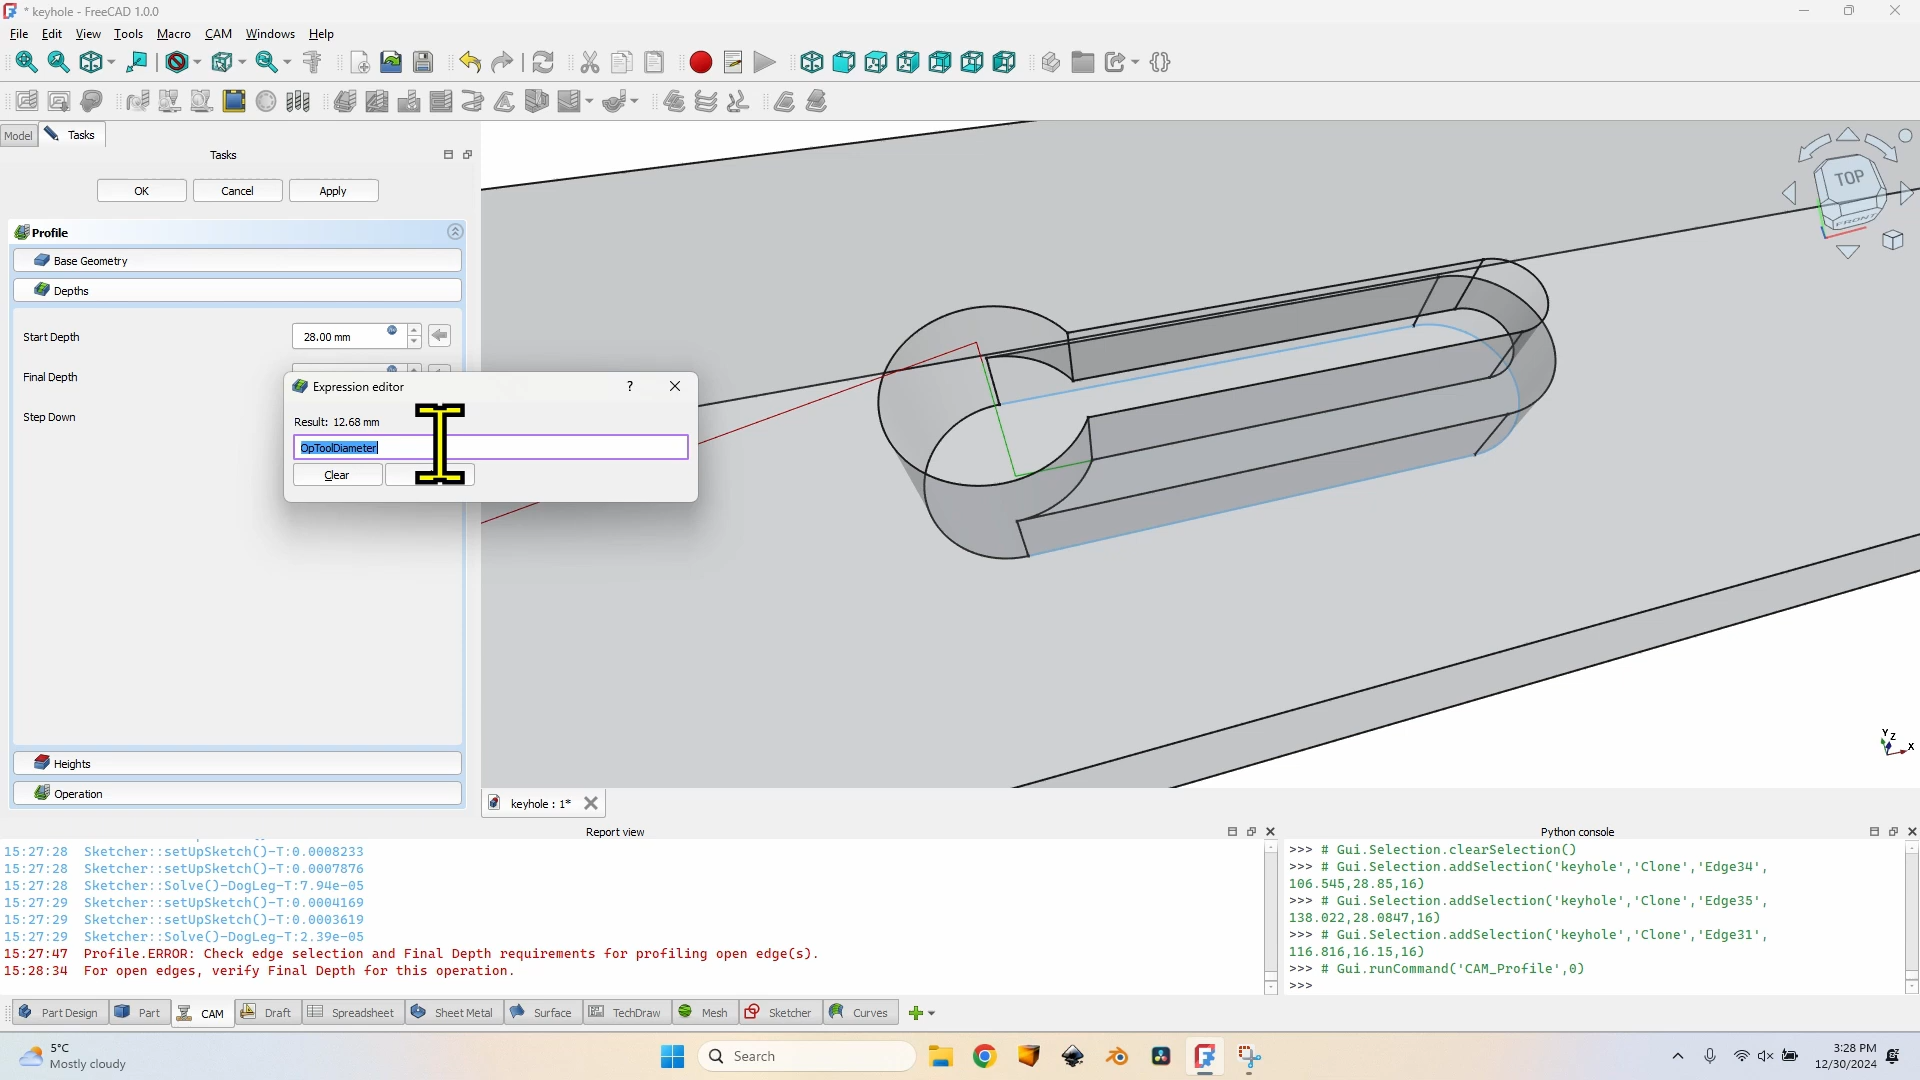 * keyhole - FreeCAD 1.0.0
File Edit View Tools Macro CAM Windows Help
Model Tasks
Tasks
OK Cancel Apply
Profile
Base Geometry
Depths
Start Depth 28.00 mm
Final Depth
Step Down
Expression editor ?
Result: 12.68 mm
OpToolDiameter
Clear
Heights
Operation
TOP
FRONT
Y Z X
keyhole : 1*
Report view
15:27:28 Sketcher::setUpSketch()-T:0.0008233
15:27:28 Sketcher::setUpSketch()-T:0.0007876
15:27:28 Sketcher::Solve()-DogLeg-T:7.94e-05
15:27:29 Sketcher::setUpSketch()-T:0.0004169
15:27:29 Sketcher::setUpSketch()-T:0.0003619
15:27:29 Sketcher::Solve()-DogLeg-T:2.39e-05
15:27:47 Profile.ERROR: Check edge selection and Final Depth requirements for profiling open edge(s).
15:28:34 For open edges, verify Final Depth for this operation.
Python console
>>> # Gui.Selection.clearSelection()
>>> # Gui.Selection.addSelection('keyhole','Clone','Edge34',
106.545,28.85,16)
>>> # Gui.Selection.addSelection('keyhole','Clone','Edge35',
138.022,28.0847,16)
>>> # Gui.Selection.addSelection('keyhole','Clone','Edge31',
116.816,16.15,16)
>>> # Gui.runCommand('CAM_Profile',0)
>>>
Part Design Part CAM Draft Spreadsheet Sheet Metal Surface TechDraw Mesh Sketcher Curves
5°C
Mostly cloudy
Search
3:28 PM
12/30/2024